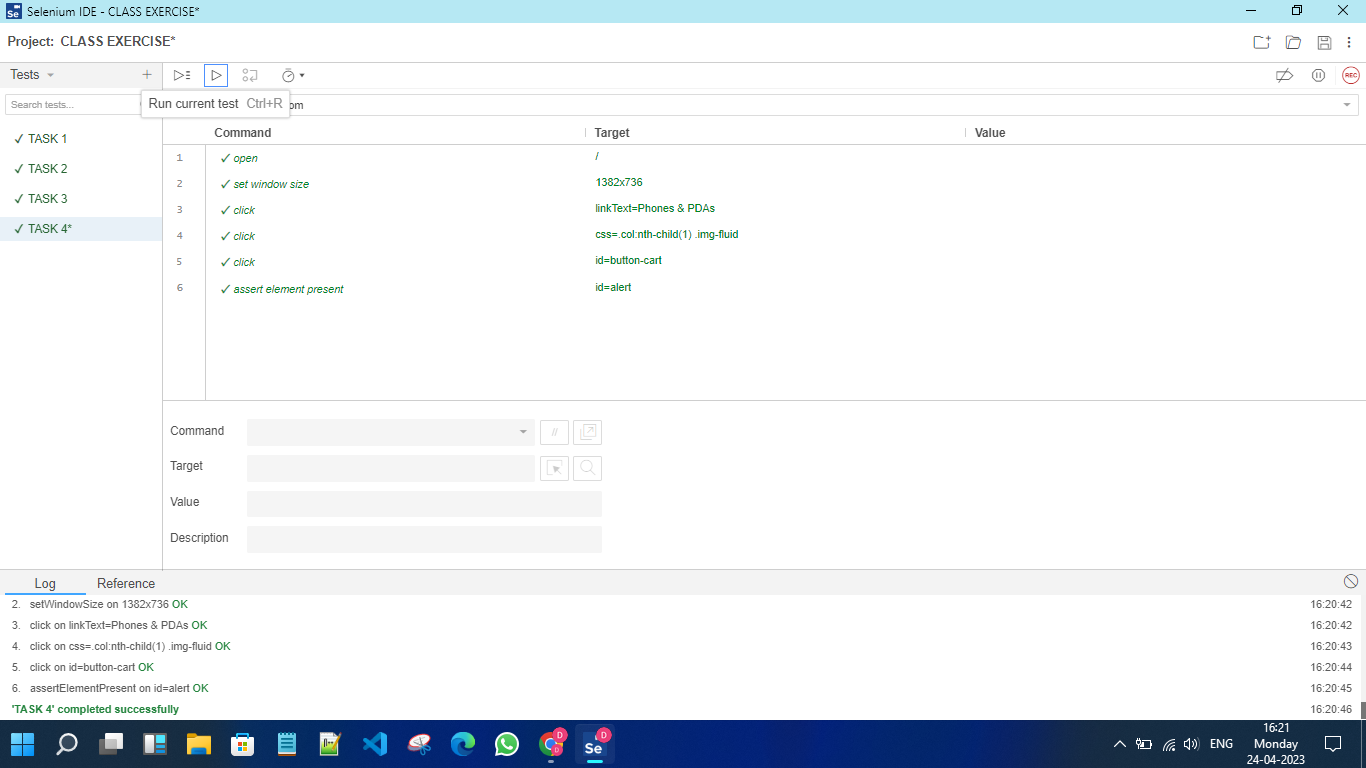 Selenium IDE - CLASS EXERCISE*
Project: CLASS EXERCISE*
Tests
Search tests...
Run current test Ctrl+R
om
Command Target Value
✓ TASK 1
✓ TASK 2
✓ TASK 3
✓ TASK 4*
1 ✓ open /
2 ✓ set window size 1382x736
3 ✓ click linkText=Phones & PDAs
4 ✓ click css=.col:nth-child(1) .img-fluid
5 ✓ click id=button-cart
6 ✓ assert element present id=alert
Command //
Target
Value
Description
Log Reference
2. setWindowSize on 1382x736 OK 16:20:42
3. click on linkText=Phones & PDAs OK 16:20:42
4. click on css=.col:nth-child(1) .img-fluid OK 16:20:43
5. click on id=button-cart OK 16:20:44
6. assertElementPresent on id=alert OK 16:20:45
'TASK 4' completed successfully 16:20:46
REC
Se
D
D
Se
D
ENG
16:21
Monday
24-04-2023